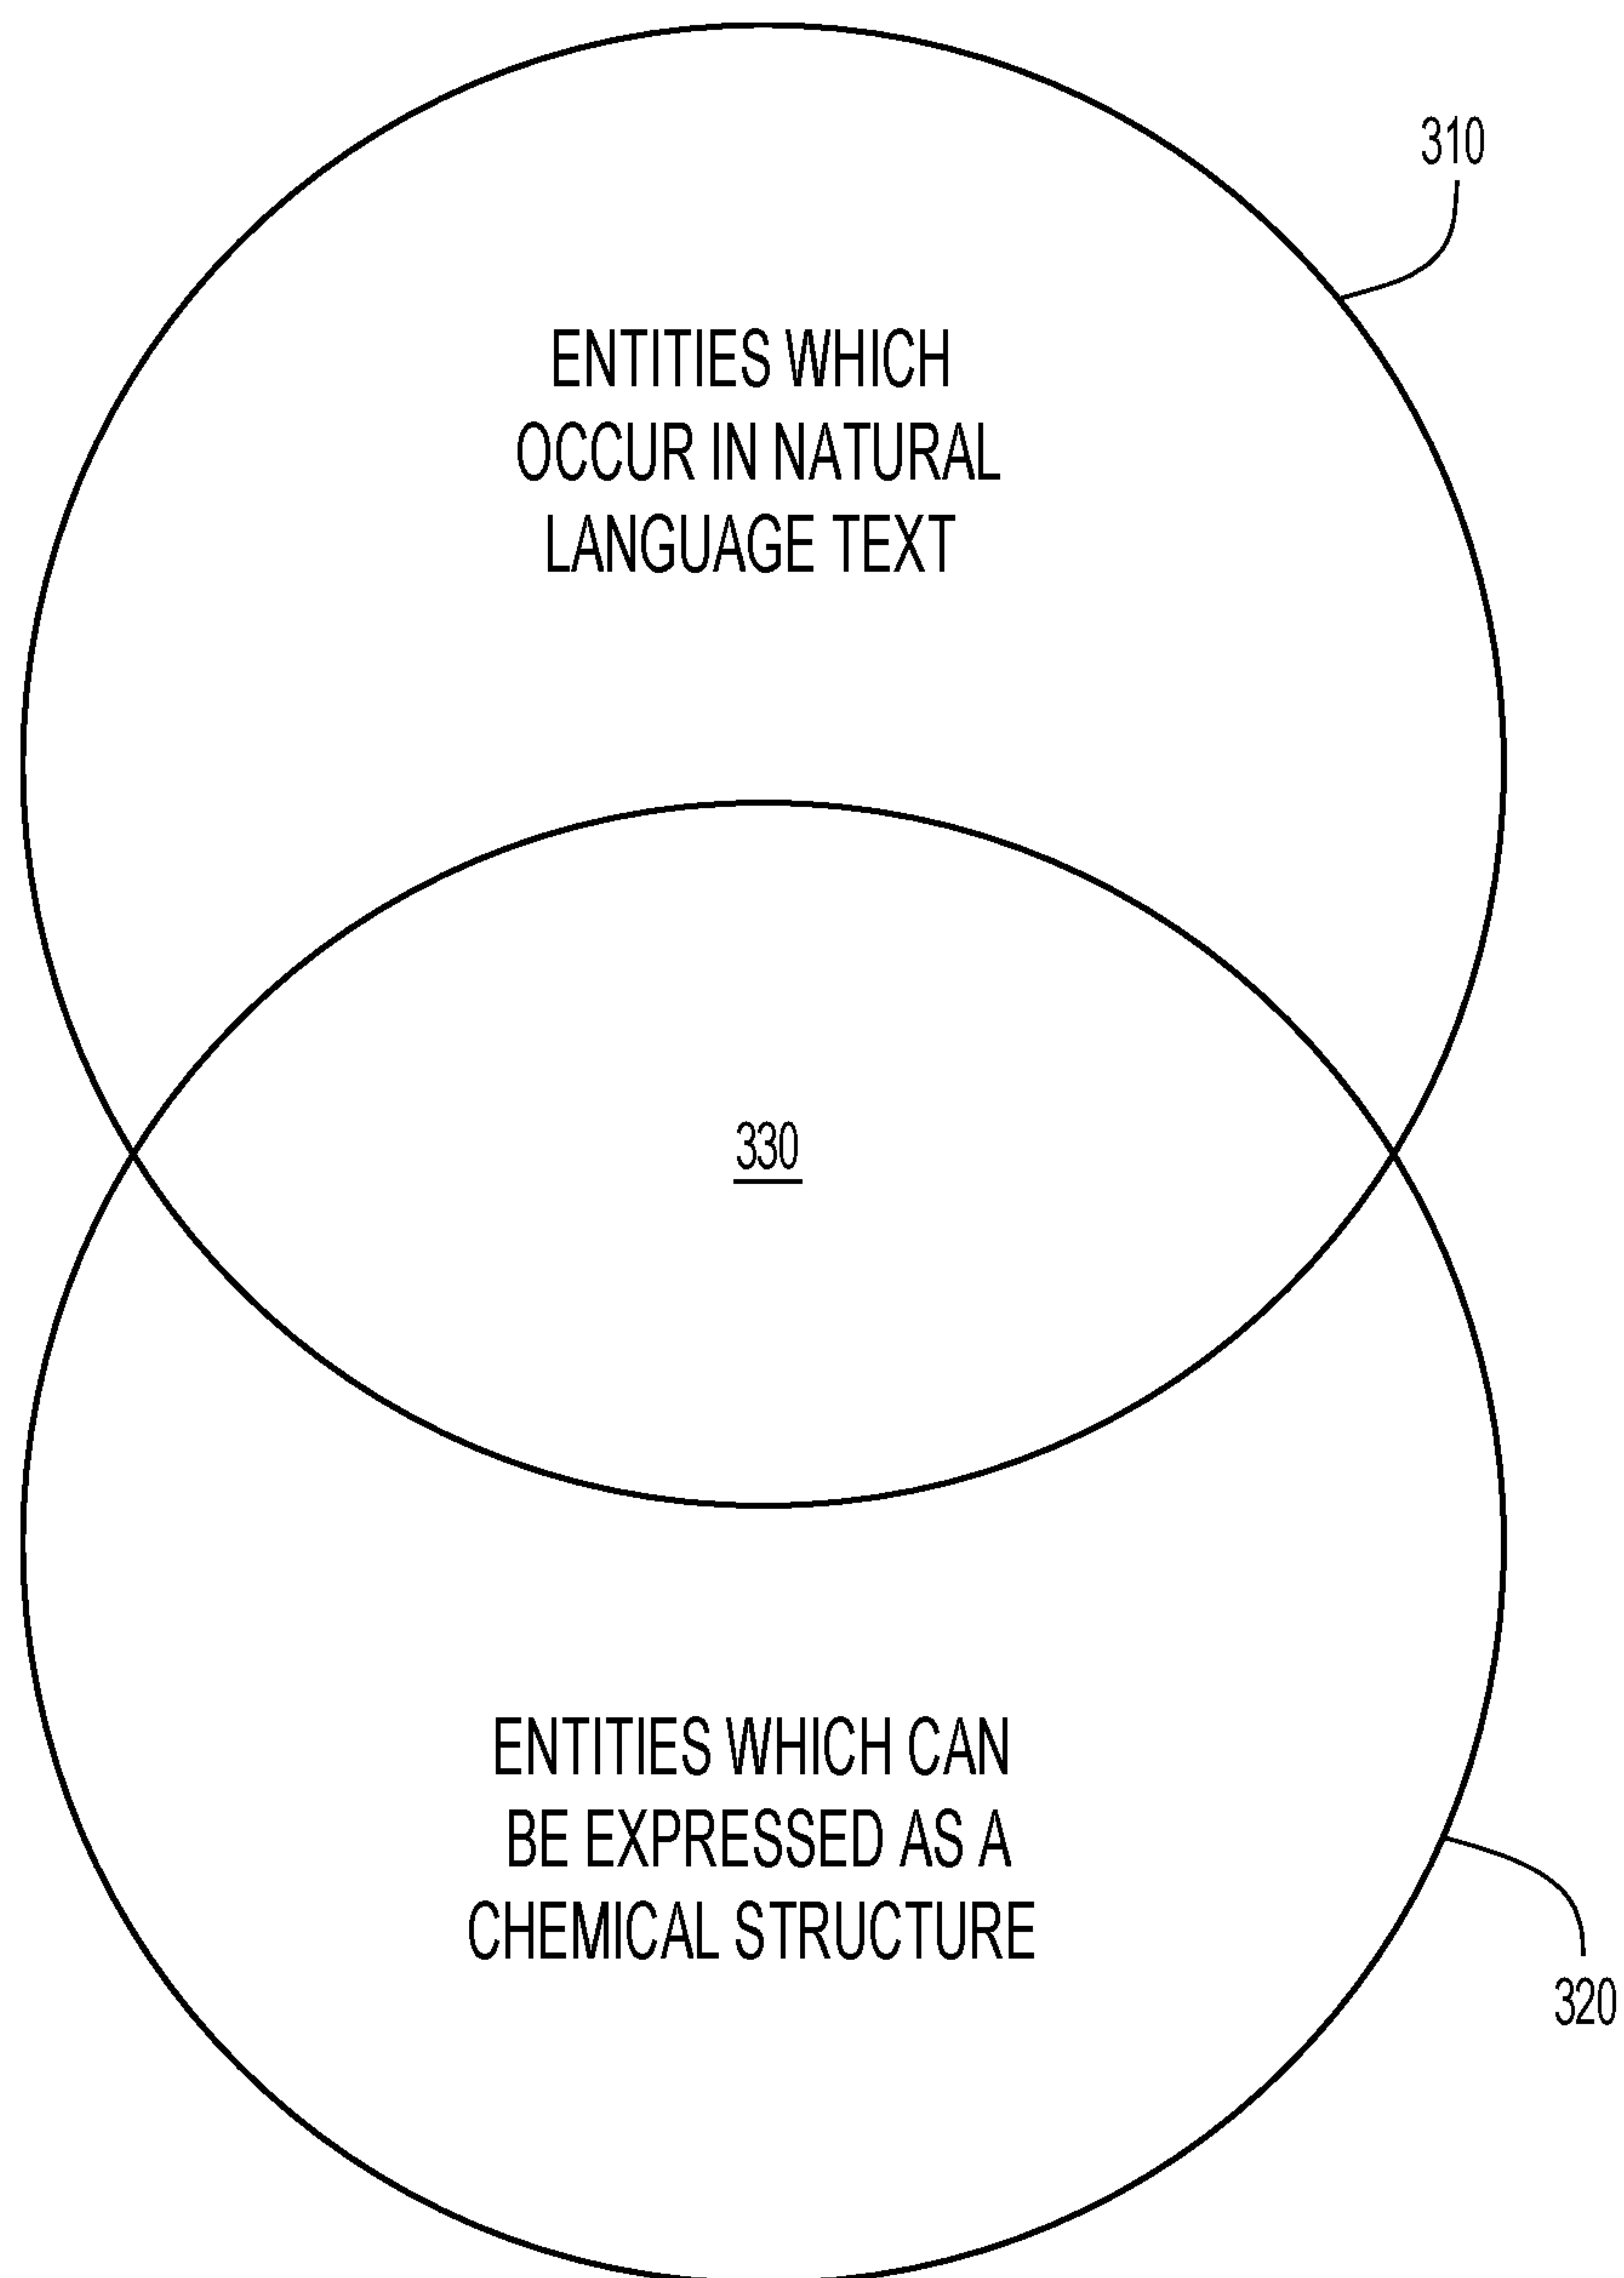 310
ENTITIES WHICH
OCCUR IN NATURAL
LANGUAGE TEXT
330
ENTITIES WHICH CAN
BE EXPRESSED AS A
CHEMICAL STRUCTURE
320